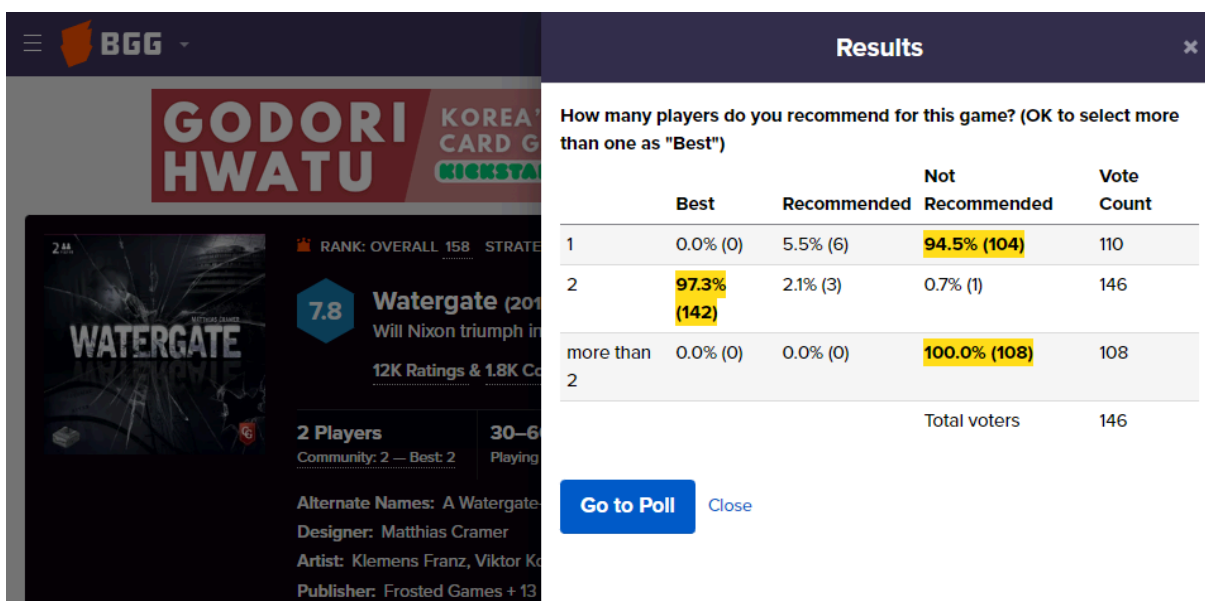 BGG
Results
×
GODORI
HWATU
KOREA'
CARD G
KICKSTA
How many players do you recommend for this game? (OK to select more
than one as "Best")
Best Recommended Not Recommended Vote Count
1 0.0% (0) 5.5% (6) 94.5% (104) 110
2 97.3% (142) 2.1% (3) 0.7% (1) 146
more than 2 0.0% (0) 0.0% (0) 100.0% (108) 108
Total voters 146
Go to Poll Close
2
MATTHIAS CRAMER
WATERGATE
CG
RANK: OVERALL 158 STRATE
7.8
Watergate (201
Will Nixon triumph in
12K Ratings & 1.8K Co
2 Players 30–6
Community: 2 — Best: 2 Playing
Alternate Names: A Watergate-
Designer: Matthias Cramer
Artist: Klemens Franz, Viktor Ko
Publisher: Frosted Games + 13